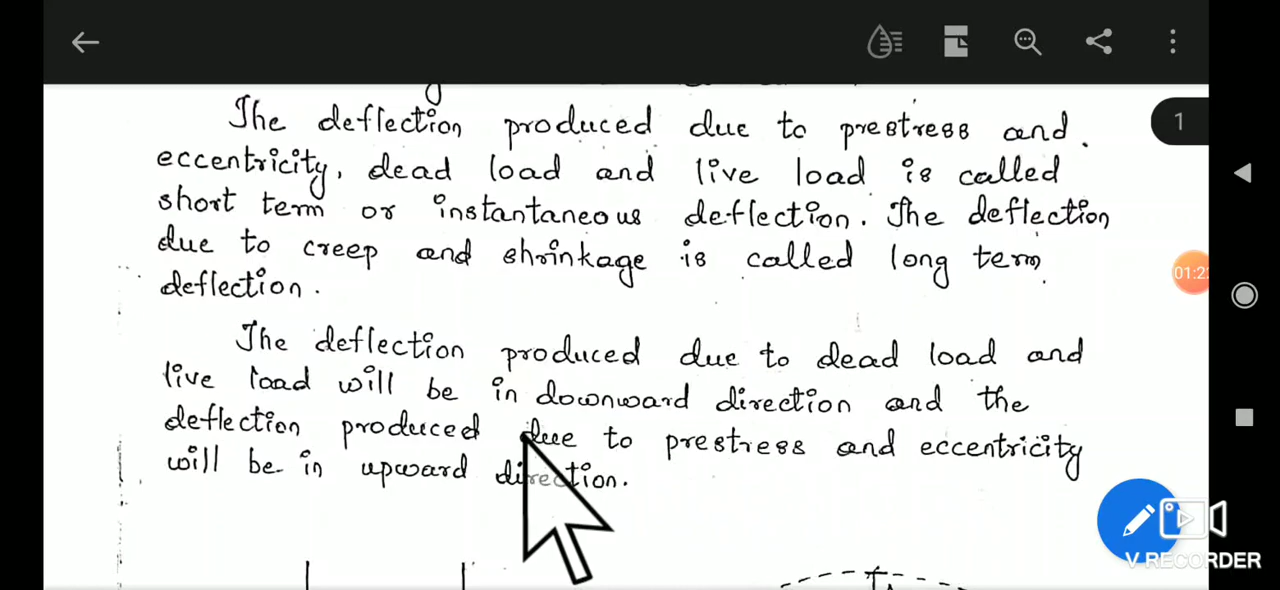 The deflection produced due to prestress and
eccentricity, dead load and live load is called
short term or instantaneous deflection. The deflection
due to creep and shrinkage is called long term
deflection.
The deflection produced due to dead load and
live load will be in downward direction and the
deflection produced due to prestress and eccentricity
will be in upward direction.
1
01:2
V RECORDER